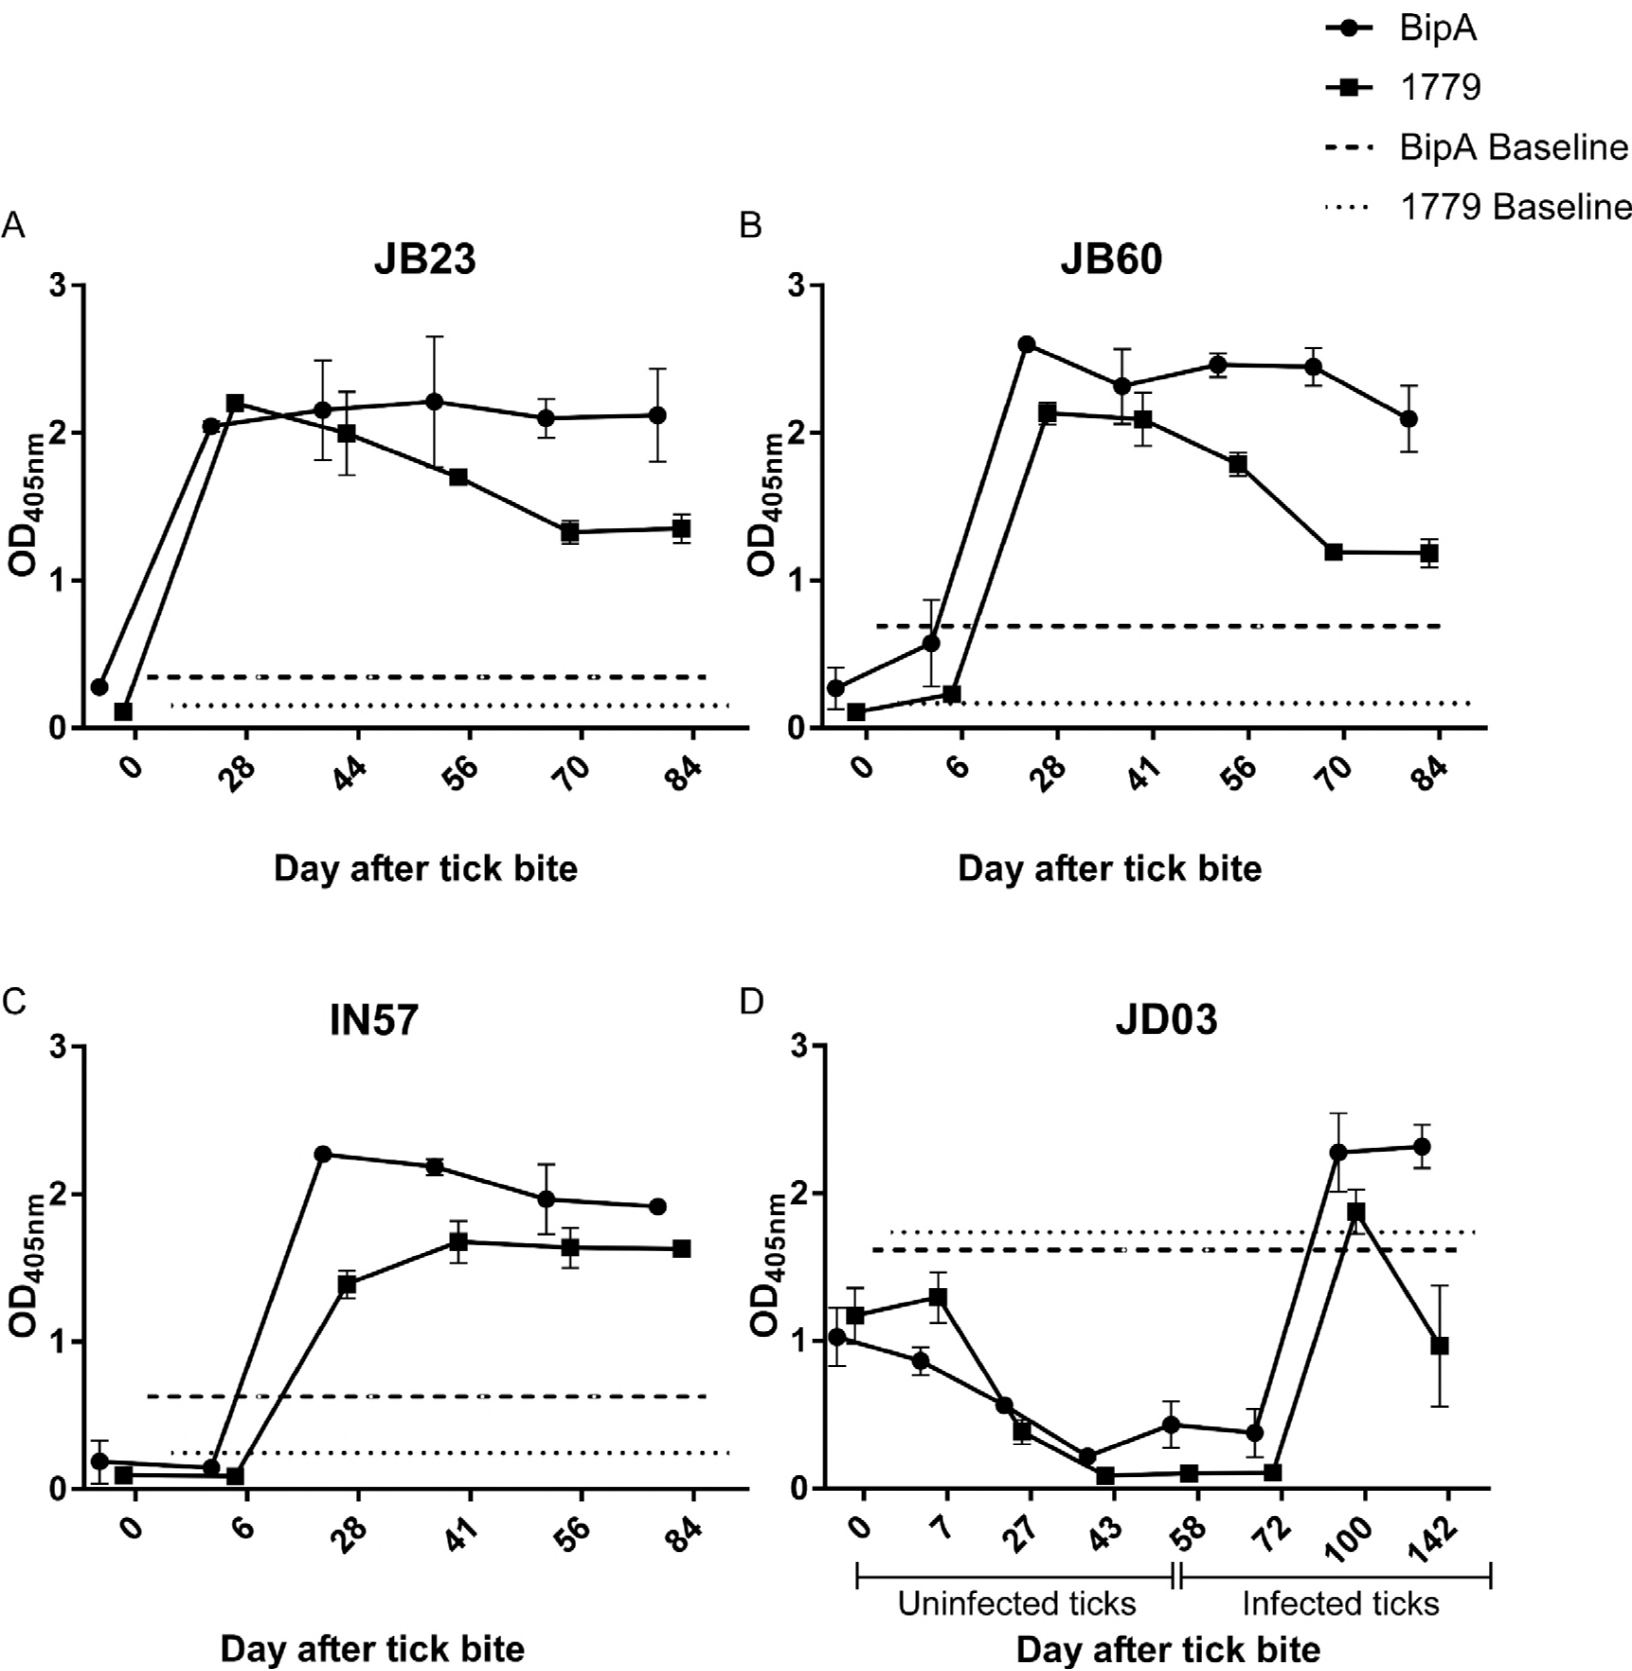 BipA
1779
BipA Baseline
1779 Baseline
A
B
JB23
JB60
3
2
1
0
OD405nm
0 28 44 56 70 84
Day after tick bite
3
2
1
0
OD405nm
0 6 28 41 56 70 84
Day after tick bite
C
D
IN57
JD03
3
2
1
0
OD405nm
0 6 28 41 56 84
Day after tick bite
3
2
1
0
OD405nm
0 7 27 43 58 72 100 142
Uninfected ticks Infected ticks
Day after tick bite